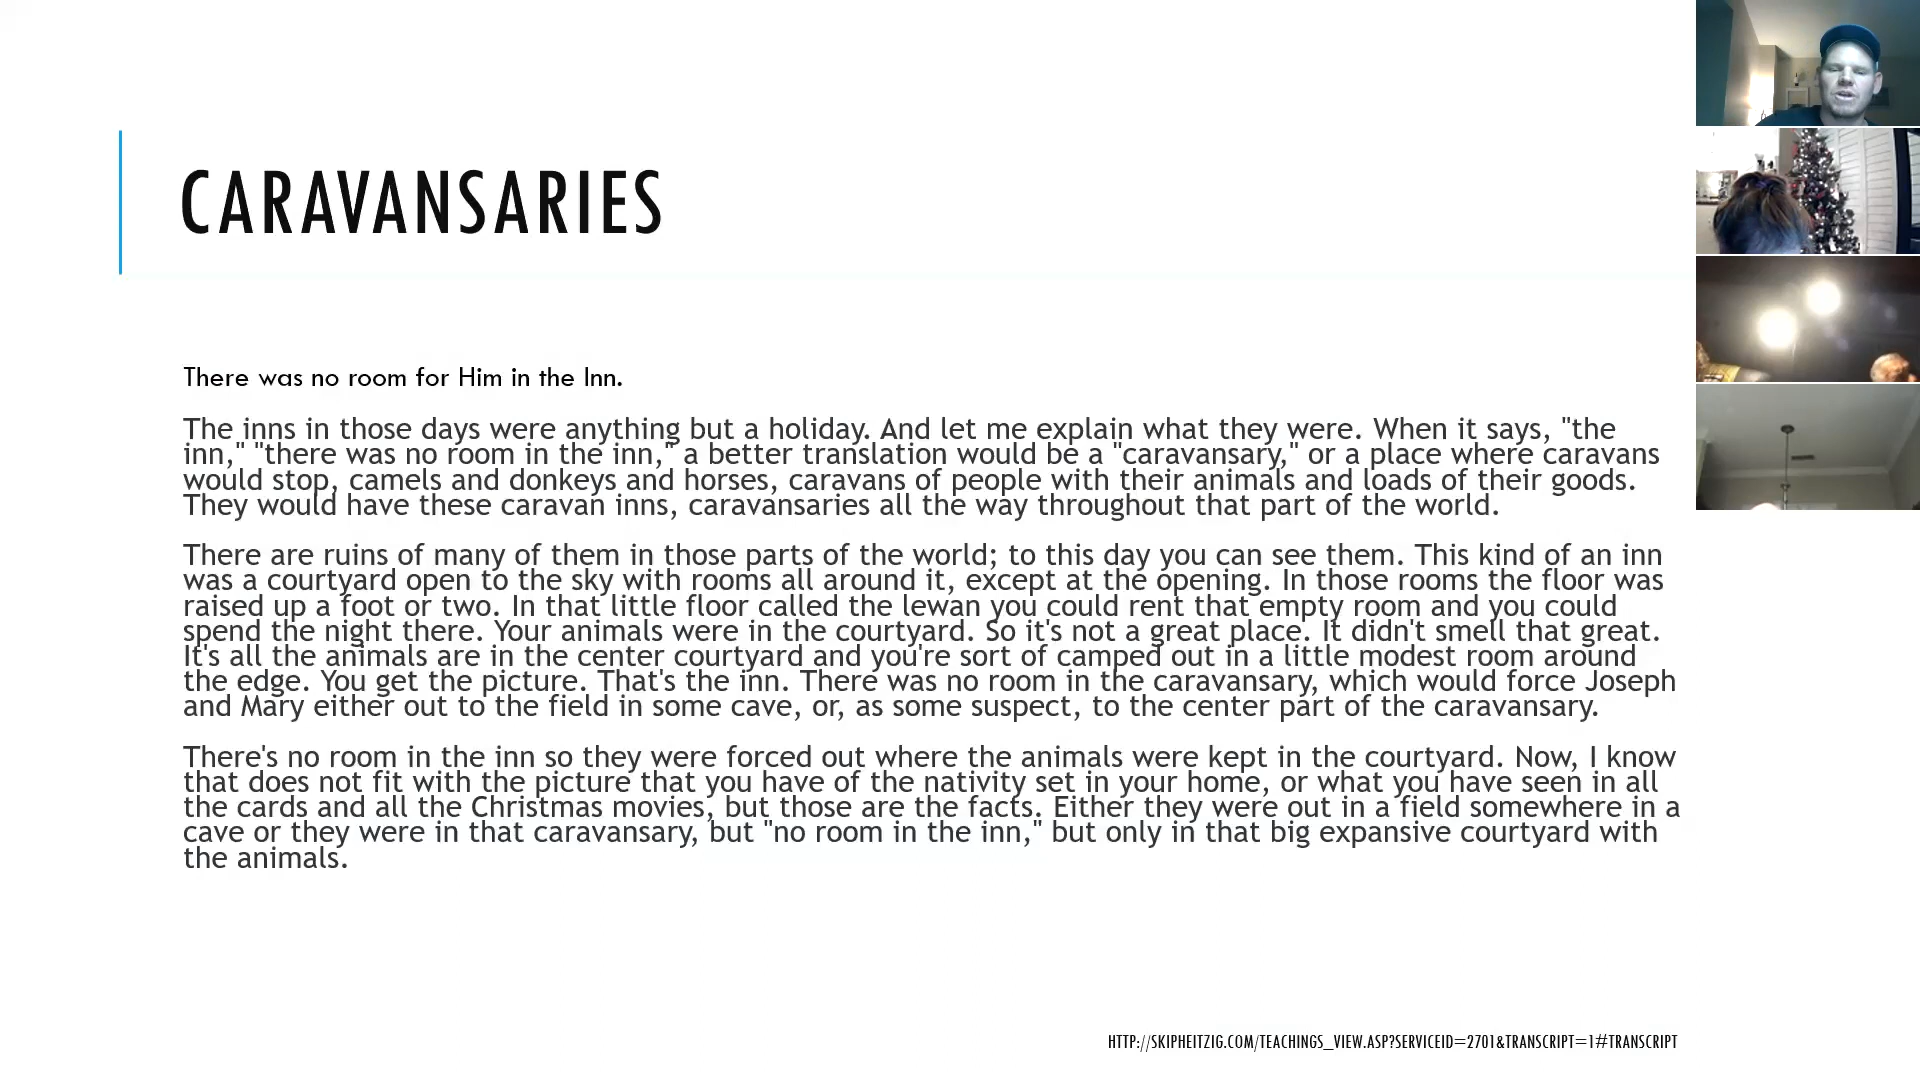 CARAVANSARIES
There was no room for Him in the Inn.
The inns in those days were anything but a holiday. And let me explain what they were. When it says, "the
inn," "there was no room in the inn," a better translation would be a "caravansary," or a place where caravans
would stop, camels and donkeys and horses, caravans of people with their animals and loads of their goods.
They would have these caravan inns, caravansaries all the way throughout that part of the world.
There are ruins of many of them in those parts of the world; to this day you can see them. This kind of an inn
was a courtyard open to the sky with rooms all around it, except at the opening. In those rooms the floor was
raised up a foot or two. In that little floor called the lewan you could rent that empty room and you could
spend the night there. Your animals were in the courtyard. So it's not a great place. It didn't smell that great.
It's all the animals are in the center courtyard and you're sort of camped out in a little modest room around
the edge. You get the picture. That's the inn. There was no room in the caravansary, which would force Joseph
and Mary either out to the field in some cave, or, as some suspect, to the center part of the caravansary.
There's no room in the inn so they were forced out where the animals were kept in the courtyard. Now, I know
that does not fit with the picture that you have of the nativity set in your home, or what you have seen in all
the cards and all the Christmas movies, but those are the facts. Either they were out in a field somewhere in a
cave or they were in that caravansary, but "no room in the inn," but only in that big expansive courtyard with
the animals.
HTTP://SKIPHEITZIG.COM/TEACHINGS_VIEW.ASP?SERVICEID=2701&TRANSCRIPT=1#TRANSCRIPT